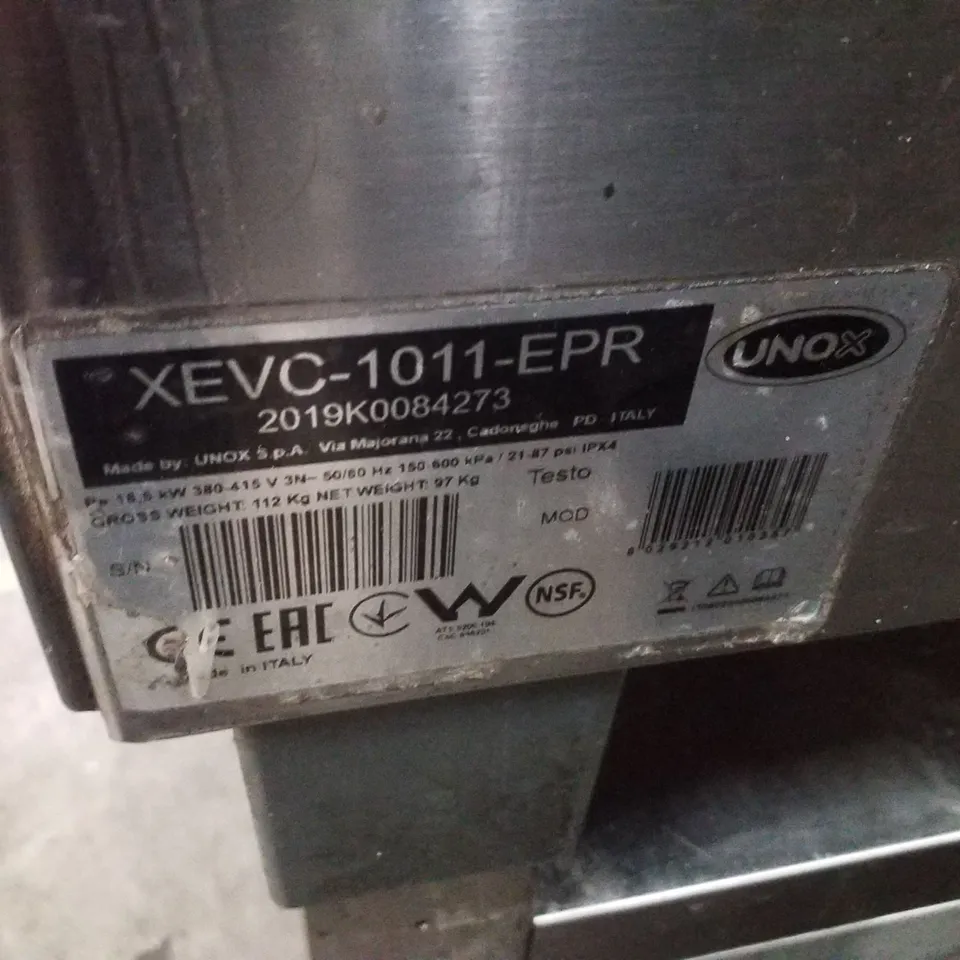 XEVC-1011-EPR
UNOX
2019K0084273
Made by: UNOX S.p.A. Via Majorana 22, Cadoneghe PD - ITALY
380-415 V 3N~ 50/60 Hz 150-600 kPa / 21-87 psi IPX4
GROSS WEIGHT: 112 Kg NET WEIGHT: 97 Kg
Testo
MOD
S/N
CE EAC
NSF®
in ITALY